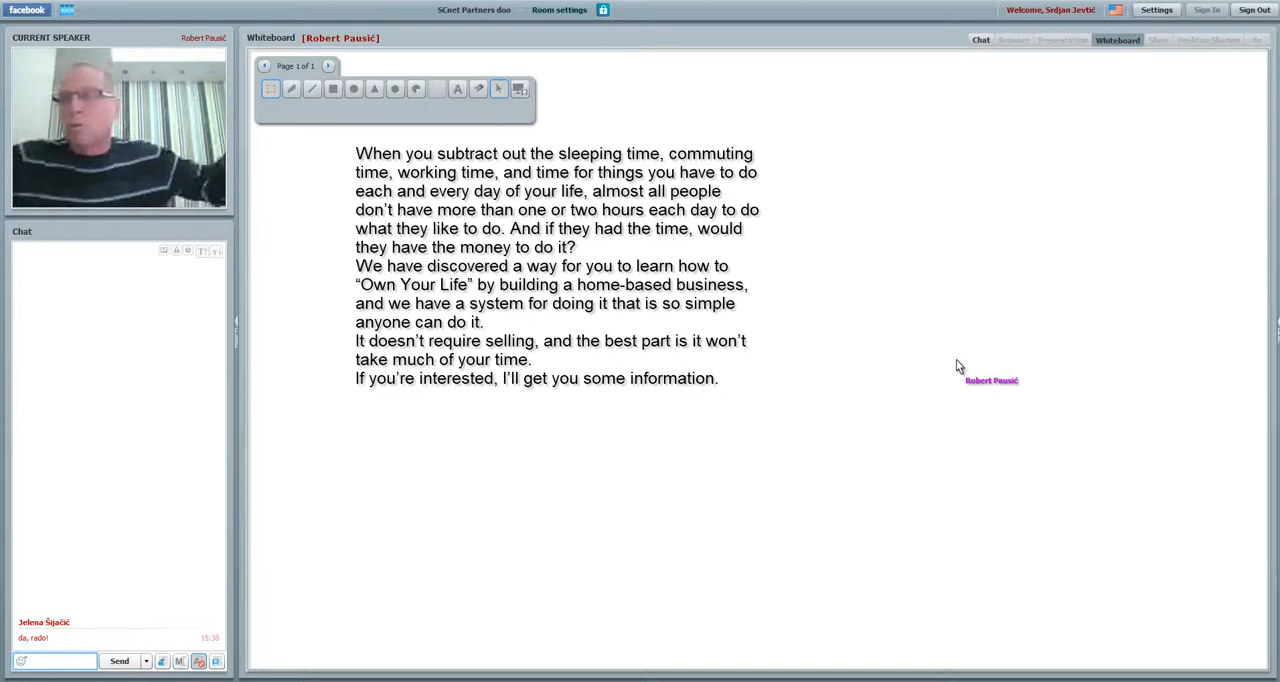 facebook
SCnet Partners doo
Room settings
Welcome, Srdjan Jevtić
Settings
Sign In
Sign Out
CURRENT SPEAKER
Robert Pausić
Whiteboard [Robert Pausić]
Chat
Browser
Presentation
Whiteboard
Show
Desktop Sharing
Page 1 of 1
When you subtract out the sleeping time, commuting
time, working time, and time for things you have to do
each and every day of your life, almost all people
don’t have more than one or two hours each day to do
what they like to do. And if they had the time, would
they have the money to do it?
We have discovered a way for you to learn how to
“Own Your Life” by building a home-based business,
and we have a system for doing it that is so simple
anyone can do it.
It doesn’t require selling, and the best part is it won’t
take much of your time.
If you’re interested, I’ll get you some information.
Robert Pausić
Chat
Jelena Šijačić
da, rado!
15:38
Send